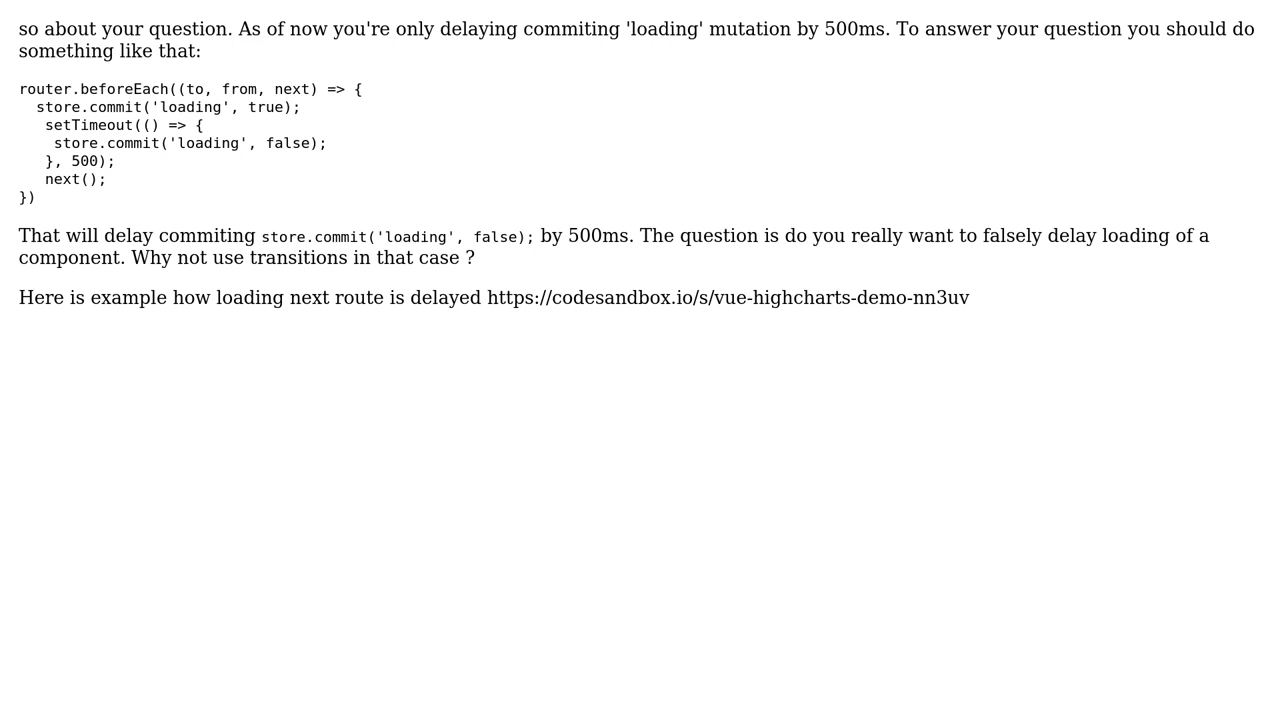 so about your question. As of now you're only delaying commiting 'loading' mutation by 500ms. To answer your question you should do
something like that:
router.beforeEach((to, from, next) => {
  store.commit('loading', true);
   setTimeout(() => {
    store.commit('loading', false);
   }, 500);
   next();
})
That will delay commiting store.commit('loading', false); by 500ms. The question is do you really want to falsely delay loading of a
component. Why not use transitions in that case ?
Here is example how loading next route is delayed https://codesandbox.io/s/vue-highcharts-demo-nn3uv